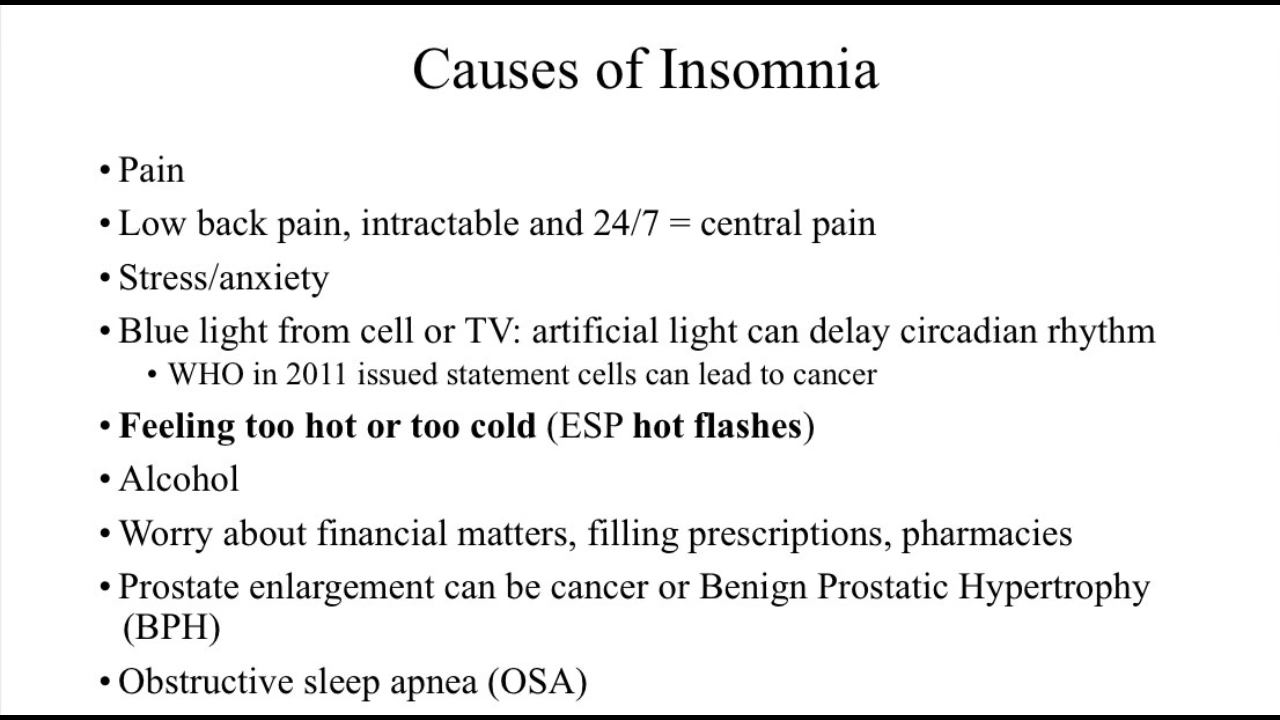 Causes of Insomnia
• Pain
• Low back pain, intractable and 24/7 = central pain
• Stress/anxiety
• Blue light from cell or TV: artificial light can delay circadian rhythm
• WHO in 2011 issued statement cells can lead to cancer
• Feeling too hot or too cold (ESP hot flashes)
• Alcohol
• Worry about financial matters, filling prescriptions, pharmacies
• Prostate enlargement can be cancer or Benign Prostatic Hypertrophy
(BPH)
• Obstructive sleep apnea (OSA)